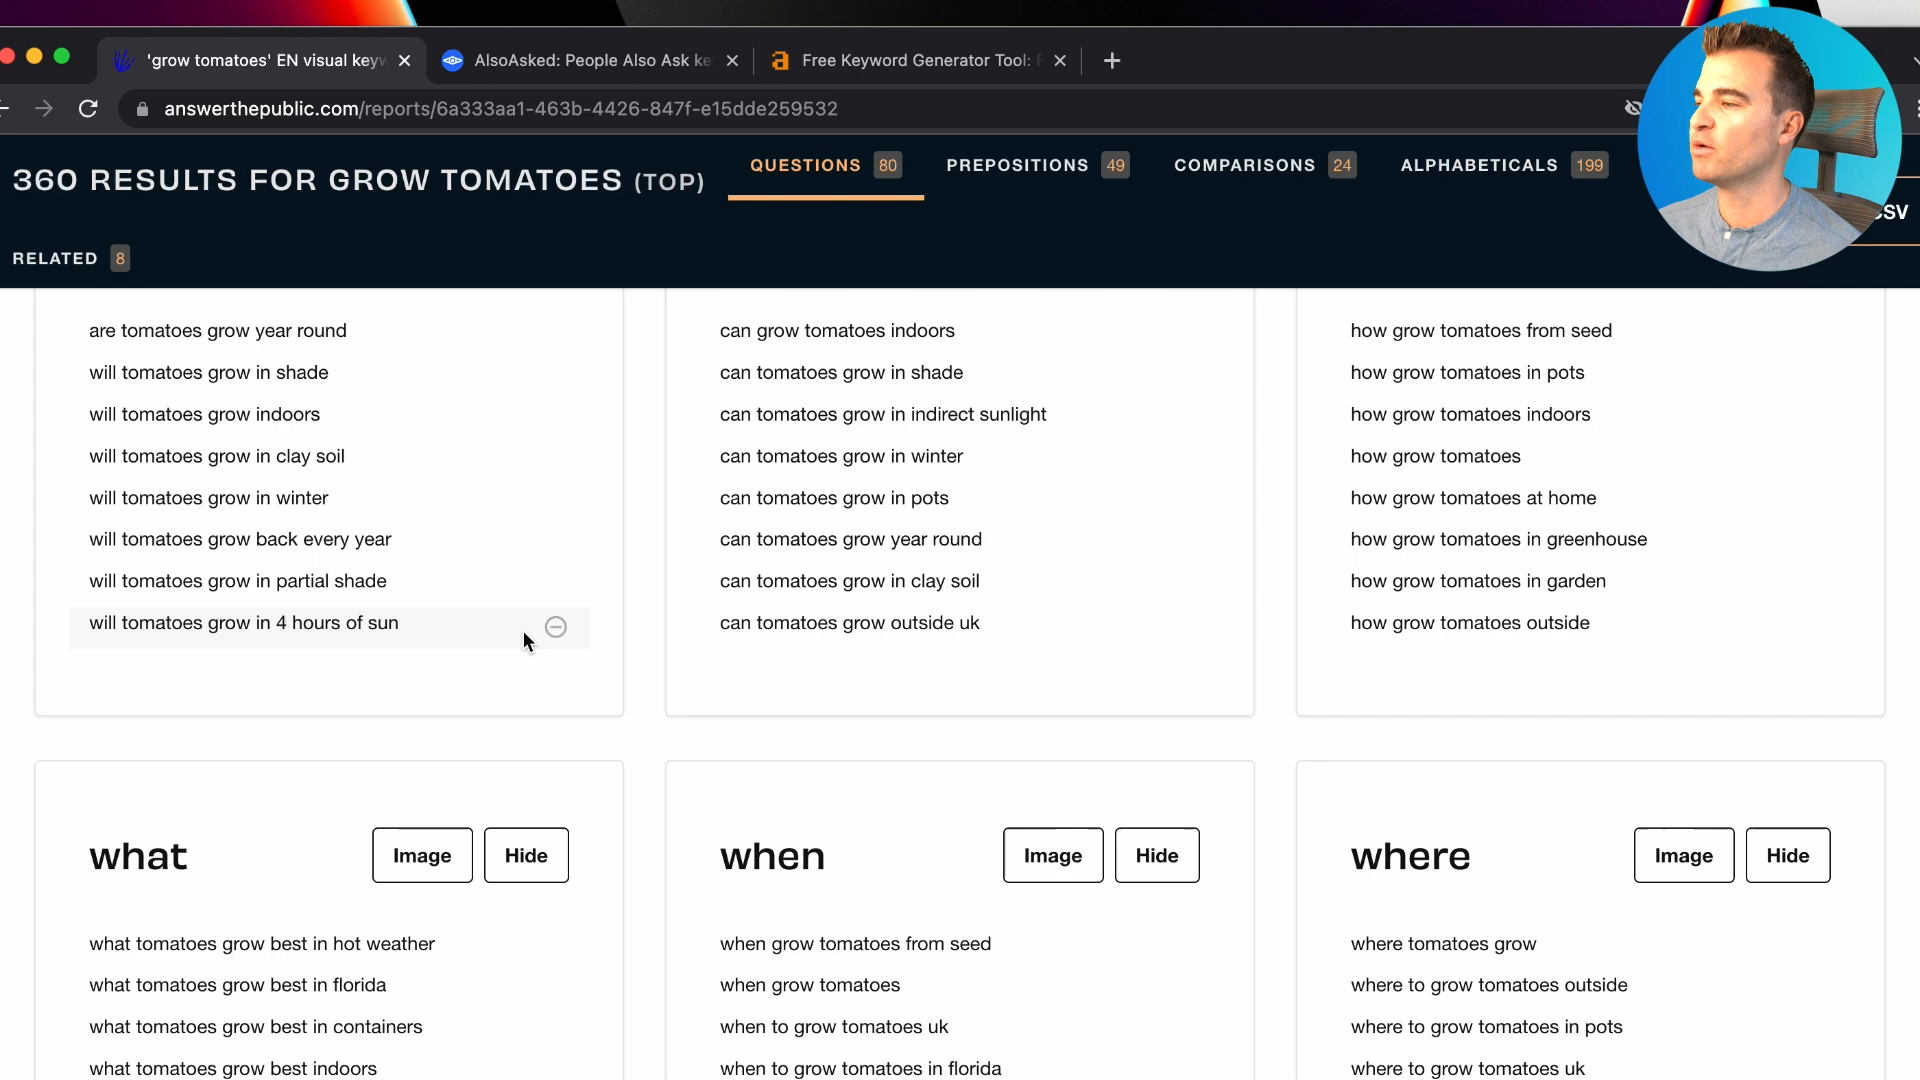 'grow tomatoes' EN visual keyw
AlsoAsked: People Also Ask ke
Free Keyword Generator Tool:
answerthepublic.com/reports/6a333aa1-463b-4426-847f-e15dde259532
360 RESULTS FOR GROW TOMATOES (TOP)
QUESTIONS 80
PREPOSITIONS 49
COMPARISONS 24
ALPHABETICALS 199
SV
RELATED 8
are tomatoes grow year round
will tomatoes grow in shade
will tomatoes grow indoors
will tomatoes grow in clay soil
will tomatoes grow in winter
will tomatoes grow back every year
will tomatoes grow in partial shade
will tomatoes grow in 4 hours of sun
can grow tomatoes indoors
can tomatoes grow in shade
can tomatoes grow in indirect sunlight
can tomatoes grow in winter
can tomatoes grow in pots
can tomatoes grow year round
can tomatoes grow in clay soil
can tomatoes grow outside uk
how grow tomatoes from seed
how grow tomatoes in pots
how grow tomatoes indoors
how grow tomatoes
how grow tomatoes at home
how grow tomatoes in greenhouse
how grow tomatoes in garden
how grow tomatoes outside
what
Image
Hide
what tomatoes grow best in hot weather
what tomatoes grow best in florida
what tomatoes grow best in containers
what tomatoes grow best indoors
when
Image
Hide
when grow tomatoes from seed
when grow tomatoes
when to grow tomatoes uk
when to grow tomatoes in florida
where
Image
Hide
where tomatoes grow
where to grow tomatoes outside
where to grow tomatoes in pots
where to grow tomatoes uk